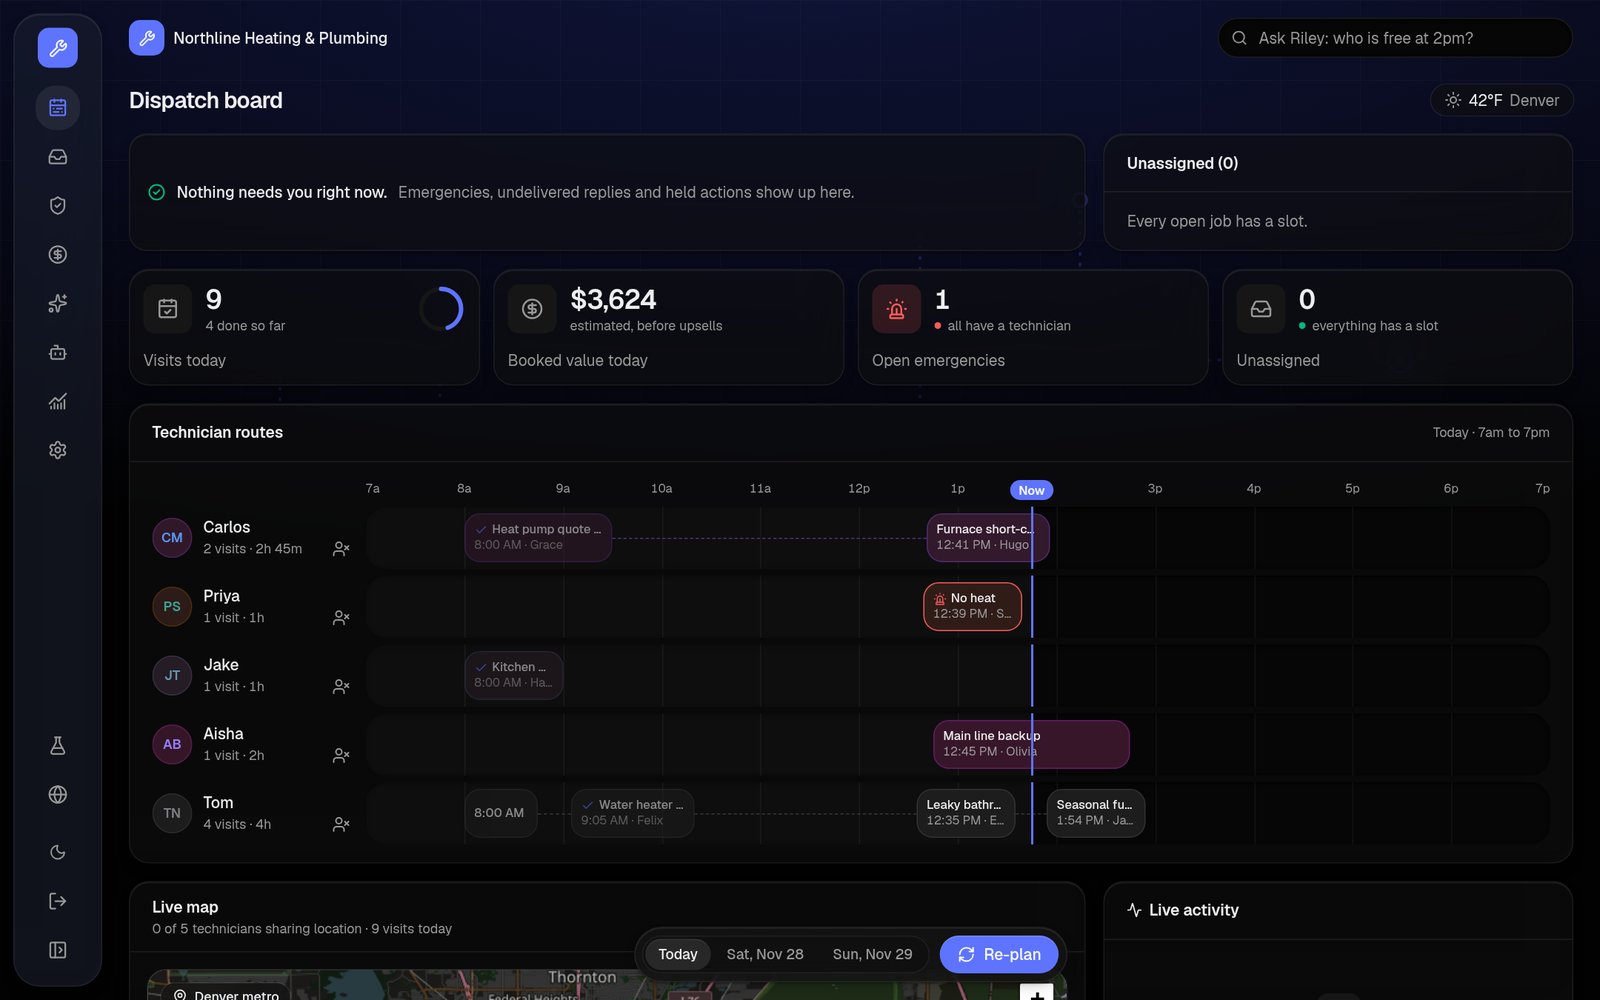 Northline Heating & Plumbing
Ask Riley: who is free at 2pm?
Dispatch board
42°F Denver
Nothing needs you right now. Emergencies, undelivered replies and held actions show up here.
Unassigned (0)
Every open job has a slot.
9
4 done so far
Visits today
$3,624
estimated, before upsells
Booked value today
1
all have a technician
Open emergencies
0
everything has a slot
Unassigned
Technician routes
Today · 7am to 7pm
7a 8a 9a 10a 11a 12p 1p Now 3p 4p 5p 6p 7p
CM
Carlos
2 visits · 2h 45m
Heat pump quote ...
8:00 AM · Grace
Furnace short-c...
12:41 PM · Hugo
PS
Priya
1 visit · 1h
No heat
12:39 PM · S...
JT
Jake
1 visit · 1h
Kitchen ...
8:00 AM · Ha...
AB
Aisha
1 visit · 2h
Main line backup
12:45 PM · Olivia
TN
Tom
4 visits · 4h
8:00 AM
Water heater ...
9:05 AM · Felix
Leaky bathr...
12:35 PM · E...
Seasonal fu...
1:54 PM · Ja...
Live map
0 of 5 technicians sharing location · 9 visits today
Live activity
Today
Sat, Nov 28
Sun, Nov 29
Re-plan
Thornton
Denver metro
Federal Heights
+